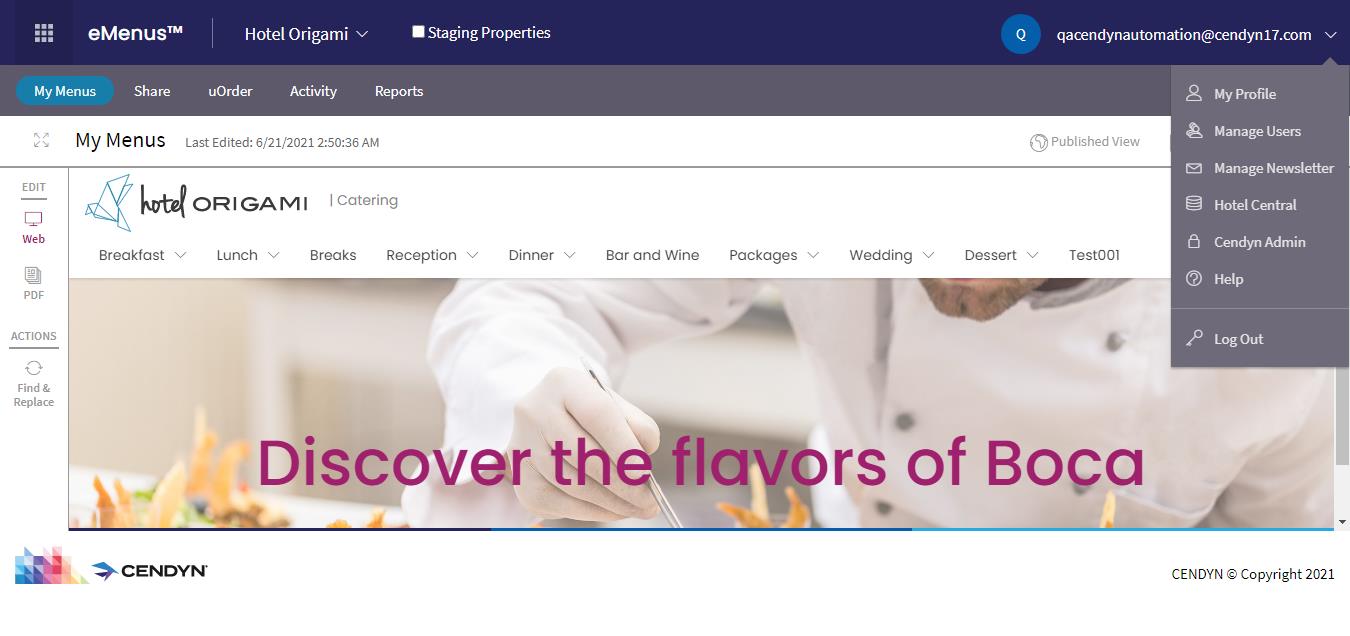 eMenus™
Hotel Origami
Staging Properties
Q
qacendynautomation@cendyn17.com
My Menus
Share
uOrder
Activity
Reports
My Profile
Manage Users
Manage Newsletter
Hotel Central
Cendyn Admin
Help
Log Out
My Menus
Last Edited: 6/21/2021 2:50:36 AM
Published View
EDIT
Web
PDF
ACTIONS
Find &
Replace
hotel ORIGAMI
| Catering
Breakfast
Lunch
Breaks
Reception
Dinner
Bar and Wine
Packages
Wedding
Dessert
Test001
Discover the flavors of Boca
CENDYN
CENDYN © Copyright 2021